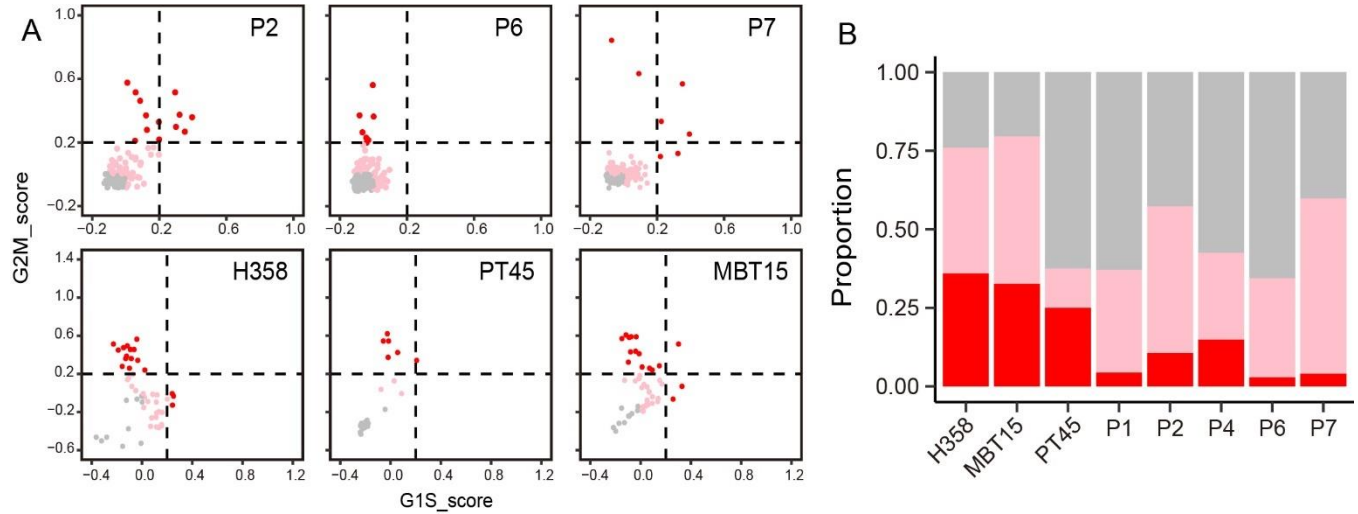 A
P2
P6
P7
B
1.0
0.6
0.2
−0.2
−0.2 0.2 0.6 1.0
−0.2 0.2 0.6 1.0
−0.2 0.2 0.6 1.0
G2M_score
H358
PT45
MBT15
1.4
1.0
0.6
0.2
−0.2
−0.6
−0.4 0.0 0.4 0.8 1.2
−0.4 0.0 0.4 0.8 1.2
−0.4 0.0 0.4 0.8 1.2
G1S_score
Proportion
1.00
0.75
0.50
0.25
0.00
H358 MBT15 PT45 P1 P2 P4 P6 P7